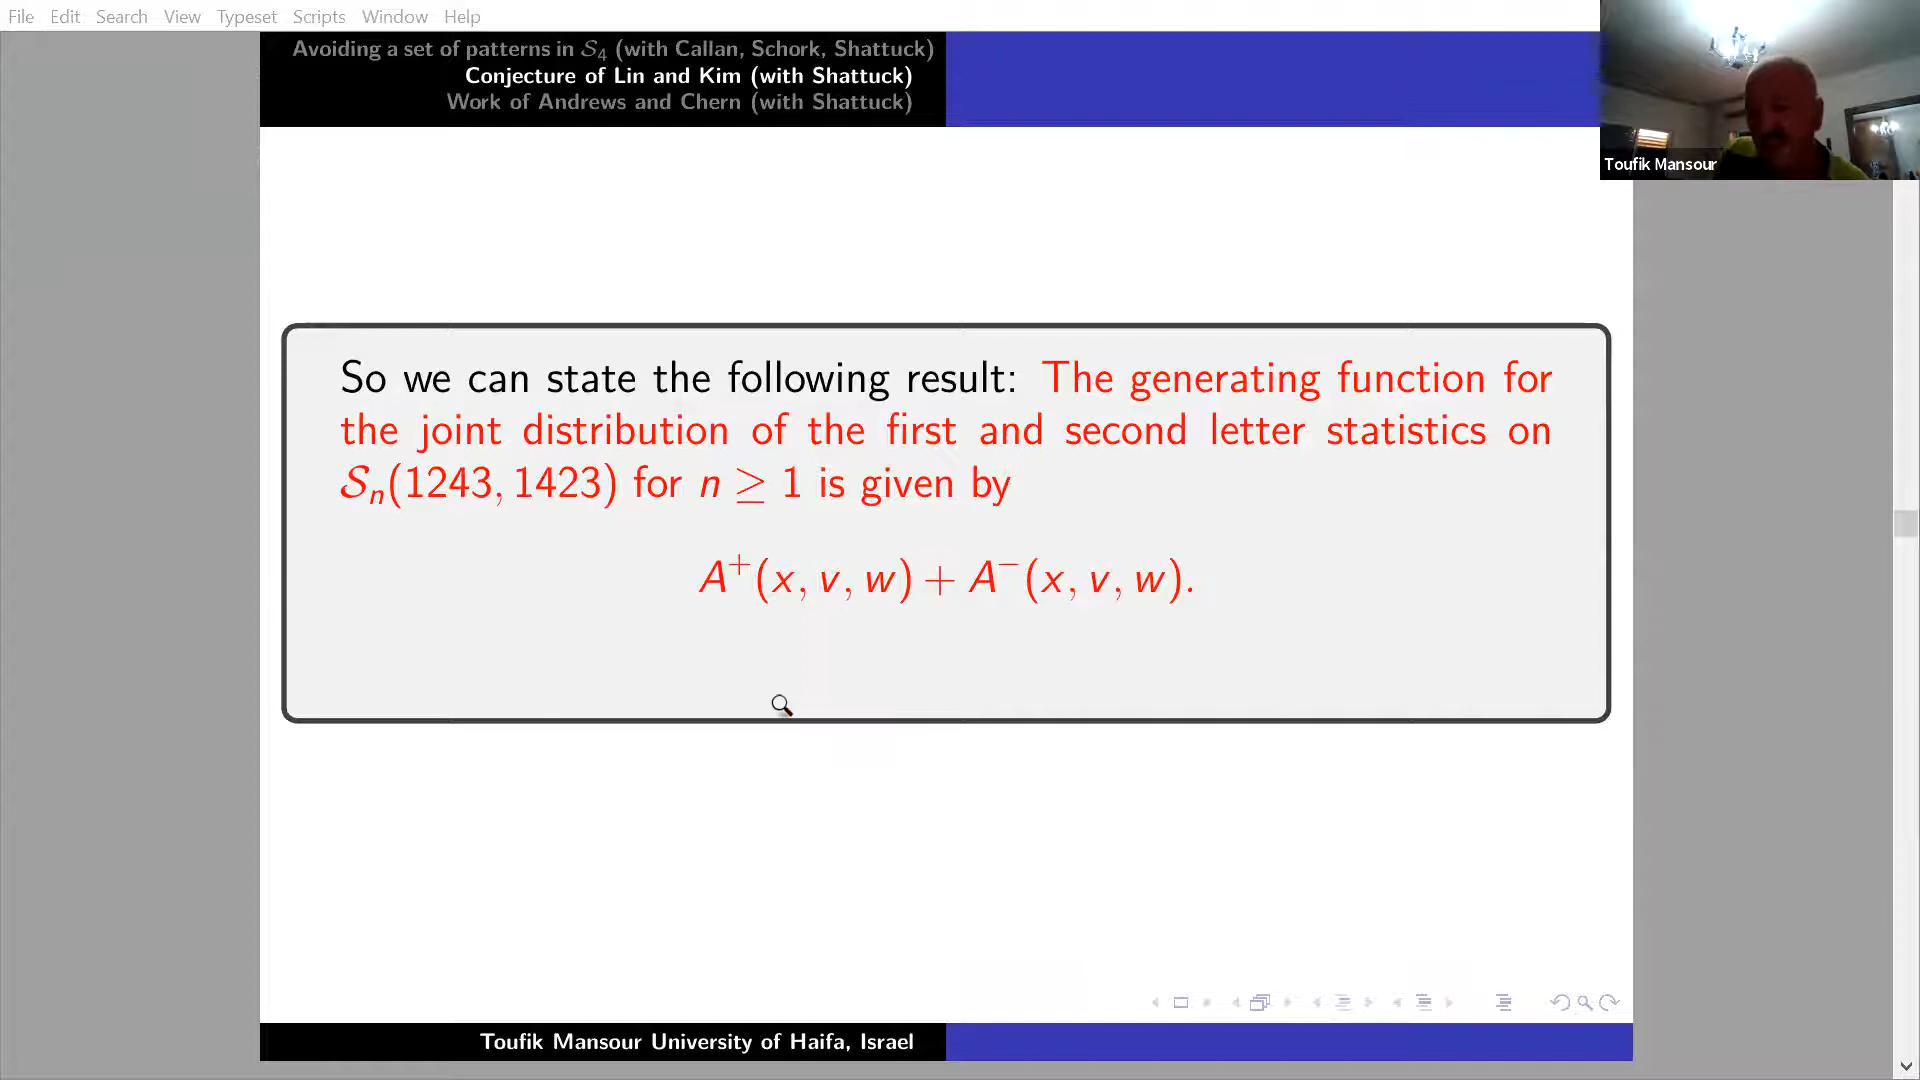 File Edit Search View Typeset Scripts Window Help
Avoiding a set of patterns in 𝒮₄ (with Callan, Schork, Shattuck)
Conjecture of Lin and Kim (with Shattuck)
Work of Andrews and Chern (with Shattuck)
Toufik Mansour
So we can state the following result: The generating function for
the joint distribution of the first and second letter statistics on
𝒮ₙ(1243, 1423) for n ≥ 1 is given by
A⁺(x, v, w) + A⁻(x, v, w).
Toufik Mansour University of Haifa, Israel